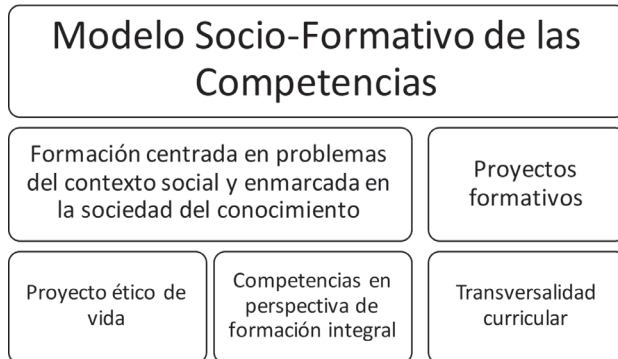 Modelo Socio-Formativo de las
Competencias
Formación centrada en problemas
del contexto social y enmarcada en
la sociedad del conocimiento
Proyectos
formativos
Proyecto ético de
vida
Competencias en
perspectiva de
formación integral
Transversalidad
curricular